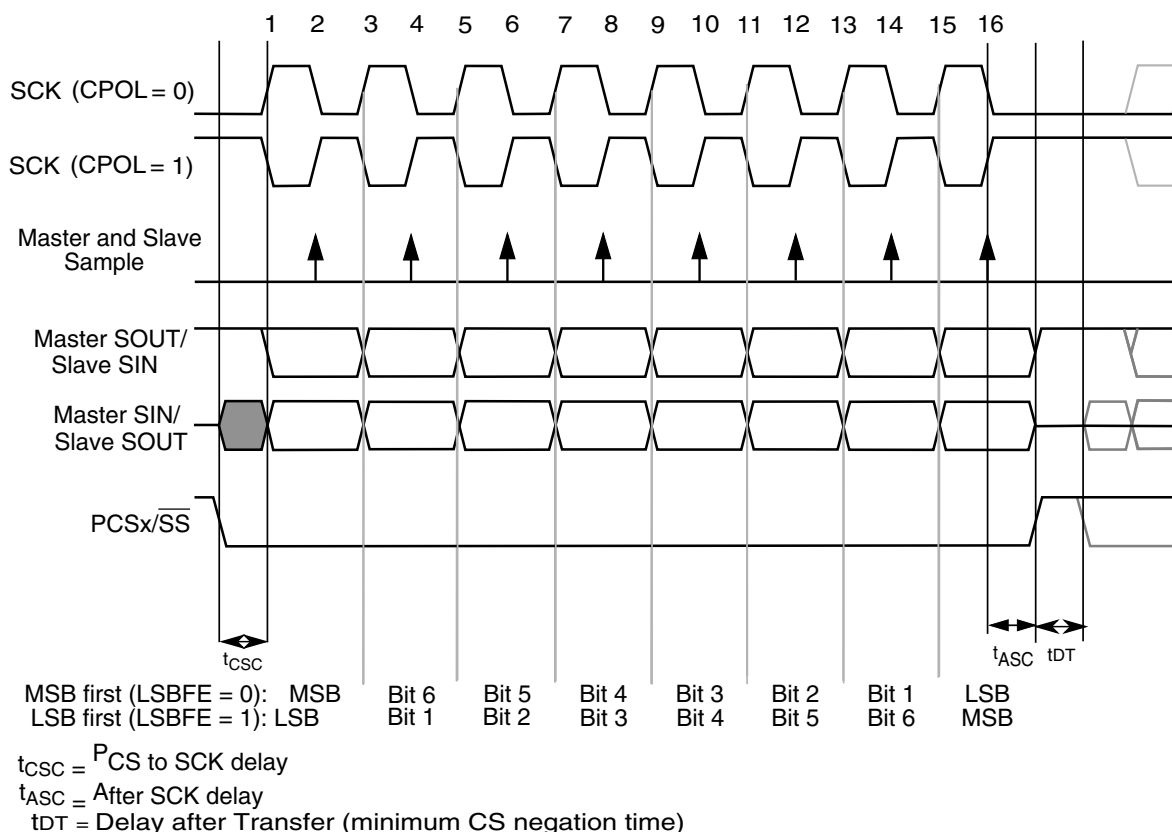 1 2 3 4 5 6 7 8 9 10 11 12 13 14 15 16
SCK (CPOL = 0)
SCK (CPOL = 1)
Master and Slave
Sample
Master SOUT/
Slave SIN
Master SIN/
Slave SOUT
PCSx/SS
tCSC
tASC
tDT
MSB first (LSBFE = 0): MSB Bit 6 Bit 5 Bit 4 Bit 3 Bit 2 Bit 1 LSB
LSB first (LSBFE = 1): LSB Bit 1 Bit 2 Bit 3 Bit 4 Bit 5 Bit 6 MSB
tCSC = PCS to SCK delay
tASC = After SCK delay
tDT = Delay after Transfer (minimum CS negation time)